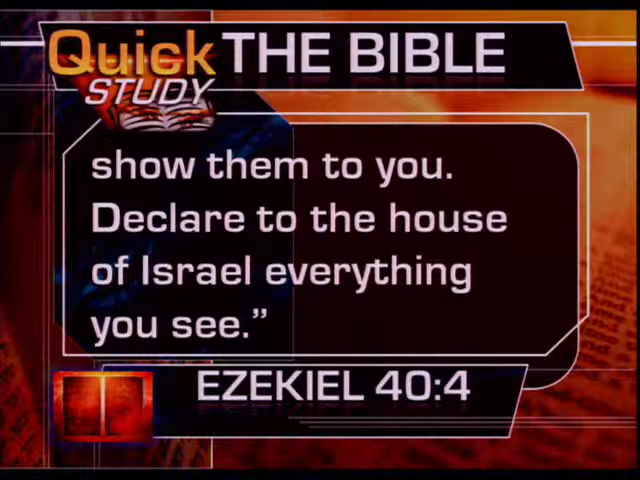 Quick THE BIBLE
STUDY
show them to you.
Declare to the house
of Israel everything
you see.”
EZEKIEL 40:4